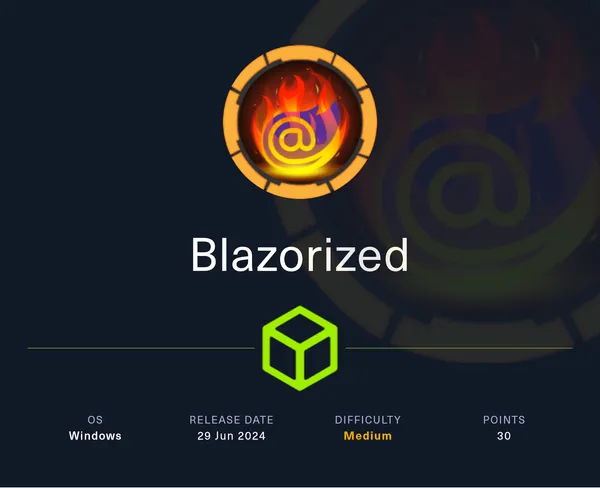 @
Blazorized
OS RELEASE DATE DIFFICULTY POINTS
Windows 29 Jun 2024 Medium 30